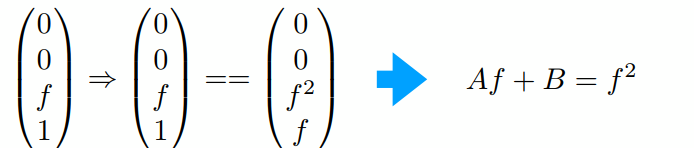 (0 0 f 1) ⇒ (0 0 f 1) == (0 0 f² f) Af + B = f²